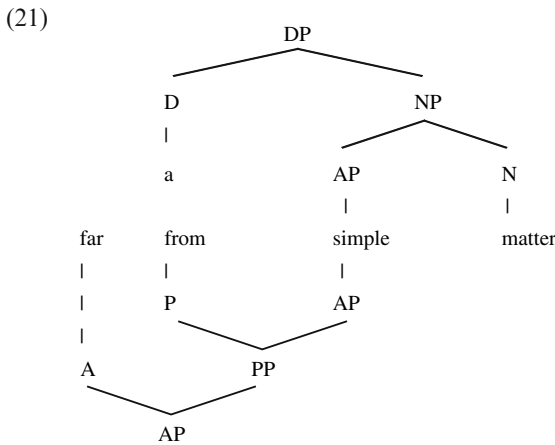 (21)
DP
D NP
a AP N
far from simple matter
P AP
A PP
AP